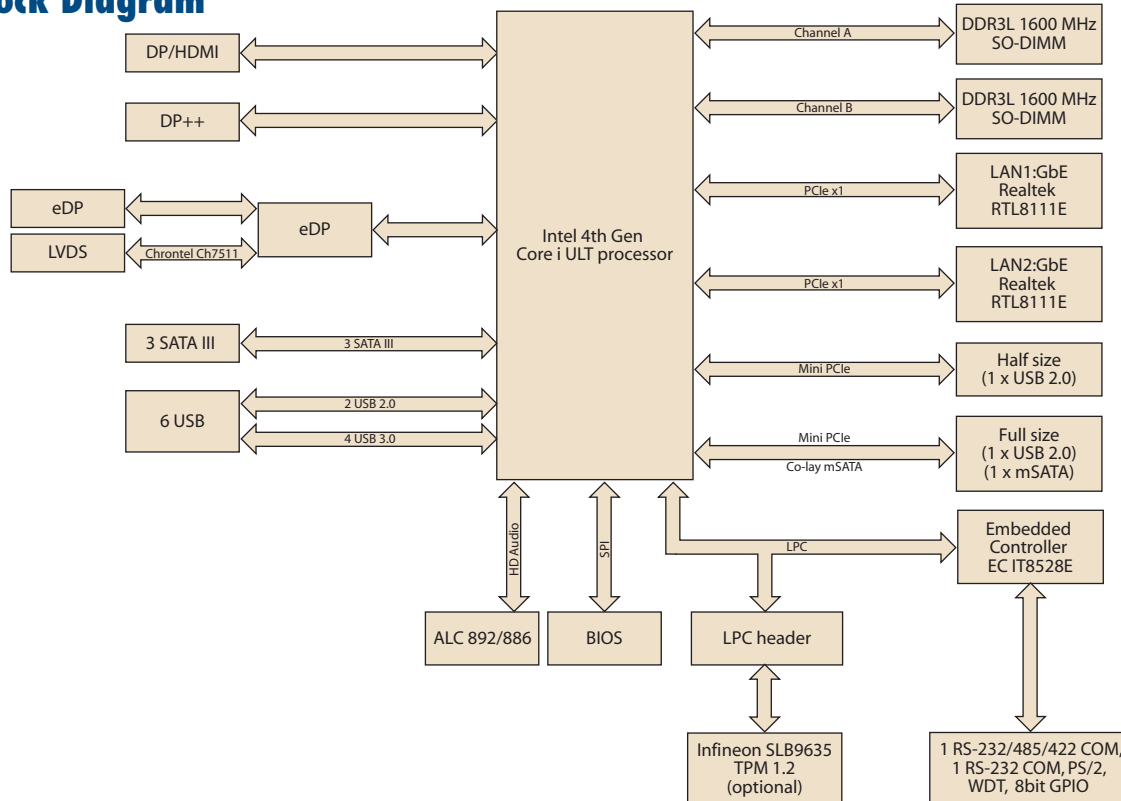 ock Diagram
DP/HDMI
DP++
eDP
LVDS
Chrontel Ch7511
eDP
3 SATA III
3 SATA III
6 USB
2 USB 2.0
4 USB 3.0
Intel 4th Gen
Core i ULT processor
Channel A
DDR3L 1600 MHz
SO-DIMM
Channel B
DDR3L 1600 MHz
SO-DIMM
PCIe x1
LAN1:GbE
Realtek
RTL8111E
PCIe x1
LAN2:GbE
Realtek
RTL8111E
Mini PCIe
Half size
(1 x USB 2.0)
Mini PCIe
Co-lay mSATA
Full size
(1 x USB 2.0)
(1 x mSATA)
HD Audio
SPI
LPC
Embedded
Controller
EC IT8528E
ALC 892/886
BIOS
LPC header
Infineon SLB9635
TPM 1.2
(optional)
1 RS-232/485/422 COM,
1 RS-232 COM, PS/2,
WDT, 8bit GPIO